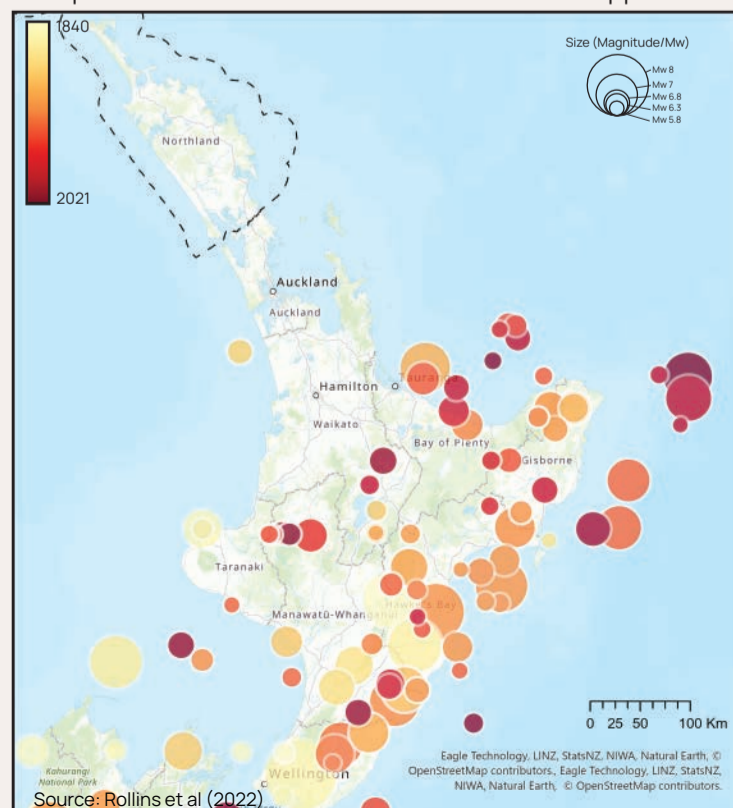 1840
2021
Size (Magnitude/Mw)
Mw 8
Mw 7
Mw 6.8
Mw 6.3
Mw 5.8
Northland
Auckland
Auckland
Tauranga
Hamilton
Waikato
Bay of Plenty
Gisborne
Taranaki
Hawke's Bay
Manawatū-Whanganui
0 25 50 100 Km
Kahurangi
National Park
Wellington
Eagle Technology, LINZ, StatsNZ, NIWA, Natural Earth, ©
OpenStreetMap contributors., Eagle Technology, LINZ, StatsNZ,
NIWA, Natural Earth, © OpenStreetMap contributors.
Source: Rollins et al (2022)